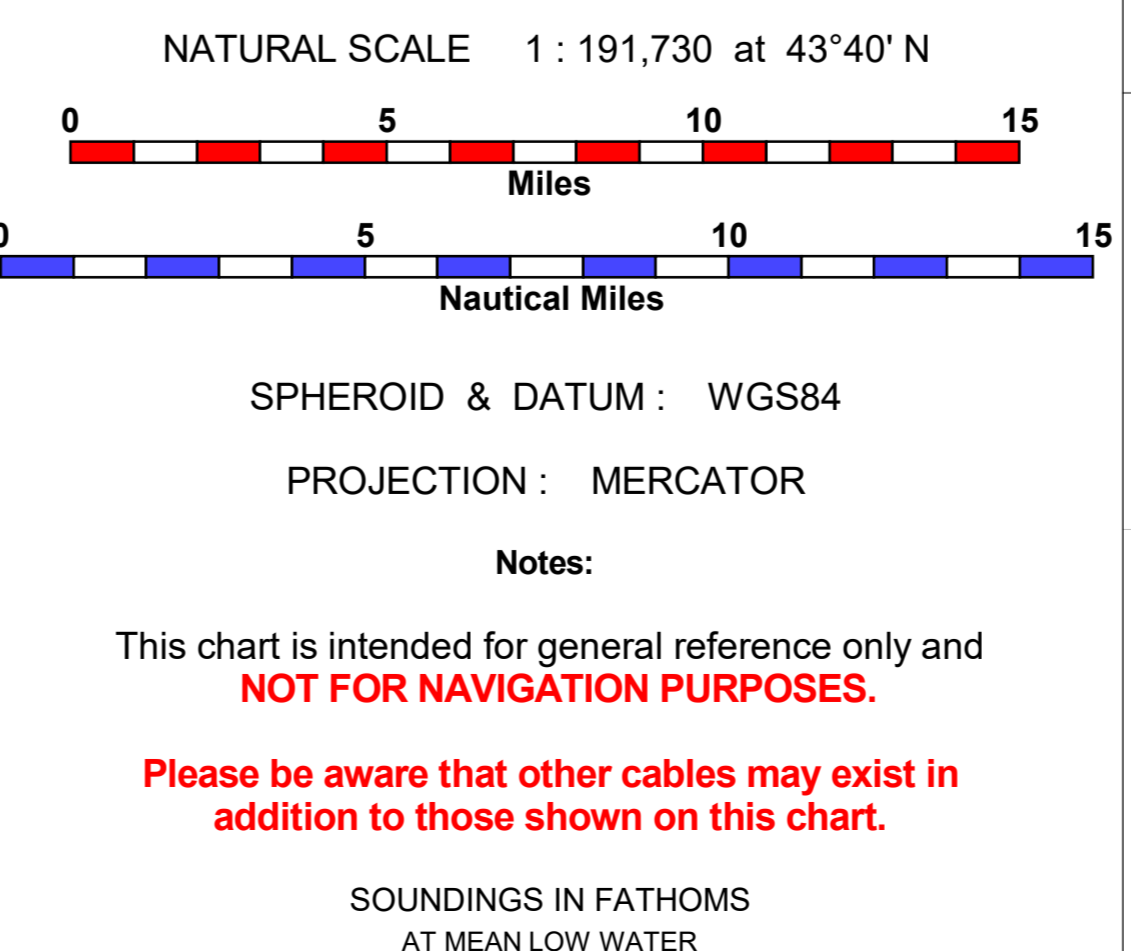 NATURAL SCALE 1 : 191,730 at 43°40' N
0 5 10 15
Miles
0 5 10 15
Nautical Miles
SPHEROID & DATUM : WGS84
PROJECTION : MERCATOR
Notes:
This chart is intended for general reference only and
NOT FOR NAVIGATION PURPOSES.
Please be aware that other cables may exist in
addition to those shown on this chart.
SOUNDINGS IN FATHOMS
AT MEAN LOW WATER